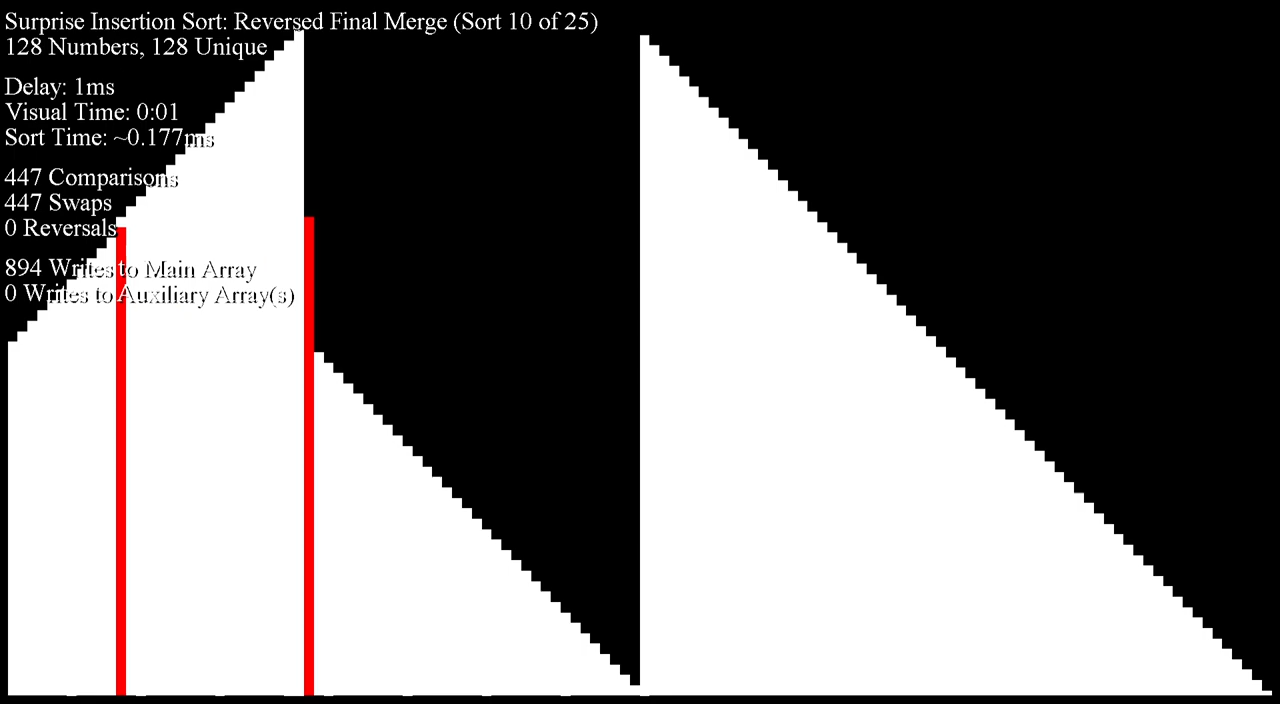 Surprise Insertion Sort: Reversed Final Merge (Sort 10 of 25)
128 Numbers, 128 Unique
Delay: 1ms
Visual Time: 0:01
Sort Time: ~0.177ms
447 Comparisons
447 Swaps
0 Reversals
894 Writes to Main Array
0 Writes to Auxiliary Array(s)